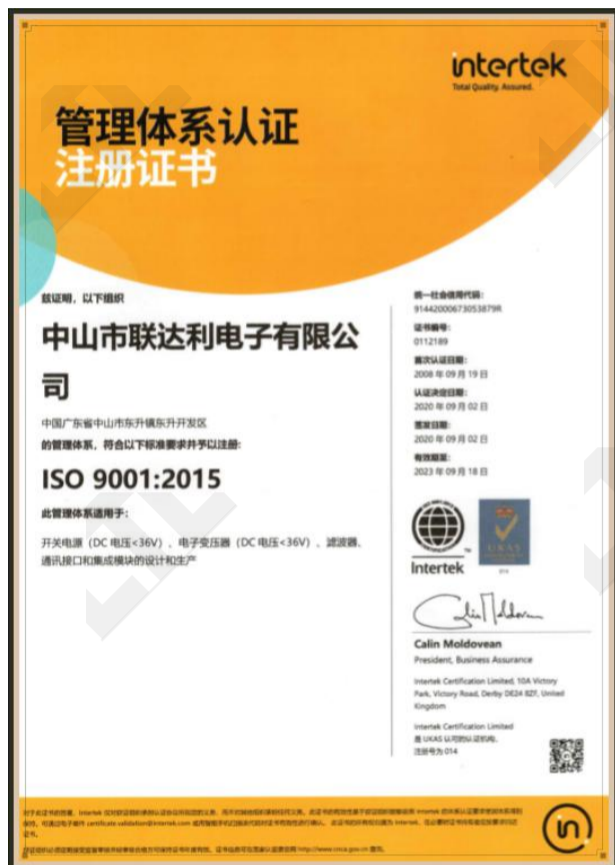 intertek
Total Quality. Assured.
管理体系认证
注册证书
兹证明，以下组织
中山市联达利电子有限公
司
中国广东省中山市东升镇东升开发区
的管理体系，符合以下标准要求并予以注册:
ISO 9001:2015
此管理体系适用于：
开关电源（DC 电压<36V）、电子变压器（DC 电压<36V）、滤波器、
通讯接口和集成模块的设计和生产
统一社会信用代码：
91442000673053879R
证书编号：
0112189
首次认证日期：
2008 年 09 月 19 日
认证决定日期：
2020 年 09 月 02 日
签发日期：
2020 年 09 月 02 日
有效期至：
2023 年 09 月 18 日
Intertek
UKAS
014
Calin Moldovean
President, Business Assurance
Intertek Certification Limited, 10A Victory
Park, Victory Road, Derby DE24 8ZF, United
Kingdom
Intertek Certification Limited
是 UKAS 认可的认证机构，
注册号为 014
in